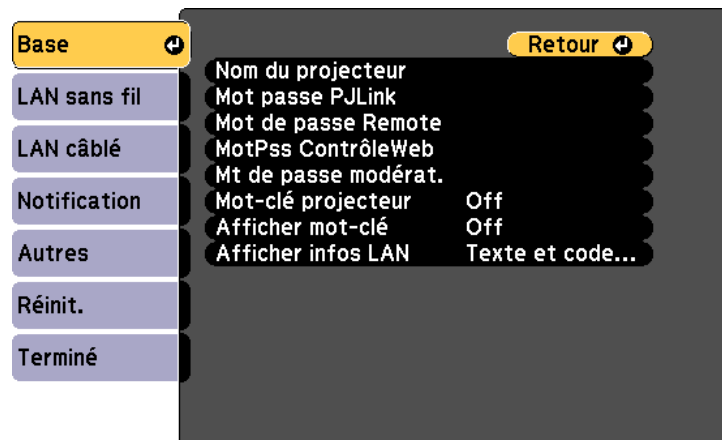 Base
LAN sans fil
LAN câblé
Notification
Autres
Réinit.
Terminé
Retour
Nom du projecteur
Mot passe PJLink
Mot de passe Remote
MotPss ContrôleWeb
Mt de passe modérat.
Mot-clé projecteur Off
Afficher mot-clé Off
Afficher infos LAN Texte et code...